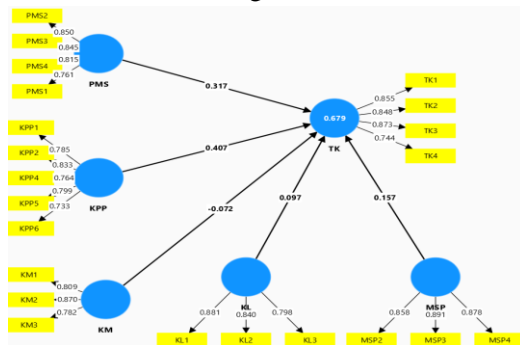 PMS2
PMS3
PMS4
PMS1
0.850
0.845
0.815
0.761
PMS
0.317
KPP1
KPP2
KPP4
KPP5
KPP6
0.785
0.833
0.764
0.799
0.733
KPP
0.407
KM1
KM2
KM3
0.809
0.870
0.782
KM
-0.072
0.679
TK
0.855
0.848
0.873
0.744
TK1
TK2
TK3
TK4
0.097
KL
0.881
0.840
0.798
KL1
KL2
KL3
0.157
MSP
0.858
0.891
0.878
MSP2
MSP3
MSP4